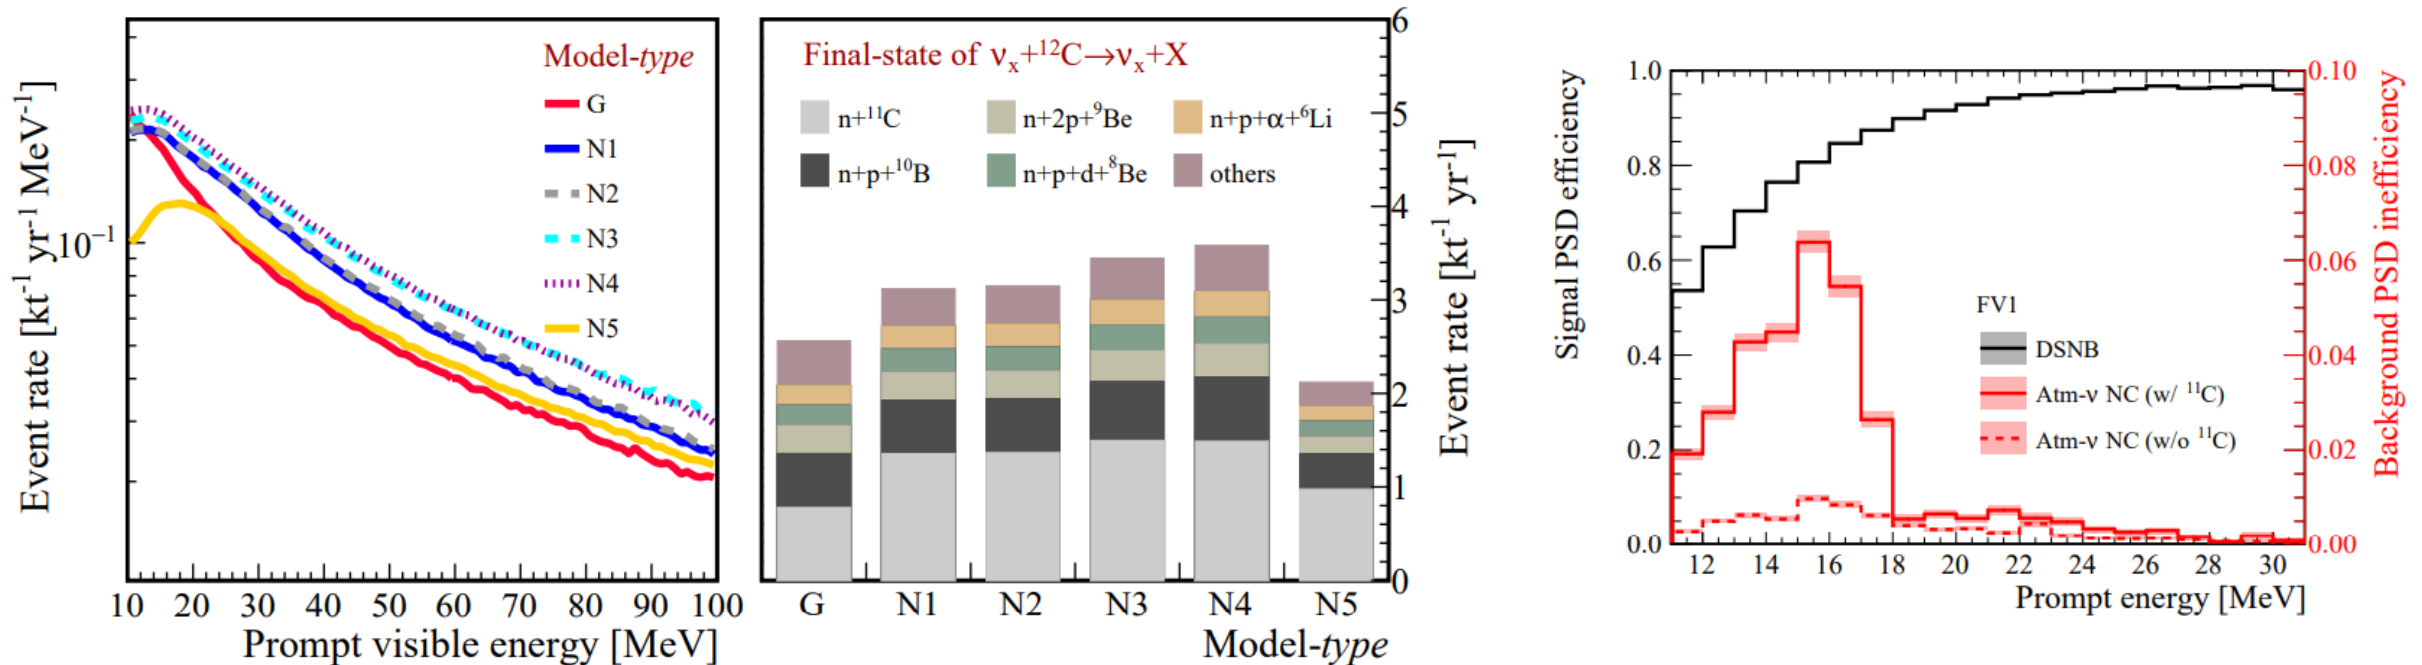 Event rate [kt⁻¹ yr⁻¹ MeV⁻¹]
10⁻¹
Model-type
G
N1
N2
N3
N4
N5
10 20 30 40 50 60 70 80 90 100
Prompt visible energy [MeV]
Final-state of νₓ+¹²C→νₓ+X
n+¹¹C
n+2p+⁹Be
n+p+α+⁶Li
n+p+¹⁰B
n+p+d+⁸Be
others
6
5
4
3
2
1
0
Event rate [kt⁻¹ yr⁻¹]
G N1 N2 N3 N4 N5
Model-type
Signal PSD efficiency
1.0
0.8
0.6
0.4
0.2
0.0
FV1
DSNB
Atm-ν NC (w/ ¹¹C)
Atm-ν NC (w/o ¹¹C)
0.10
0.08
0.06
0.04
0.02
0.00
Background PSD inefficiency
12 14 16 18 20 22 24 26 28 30
Prompt energy [MeV]